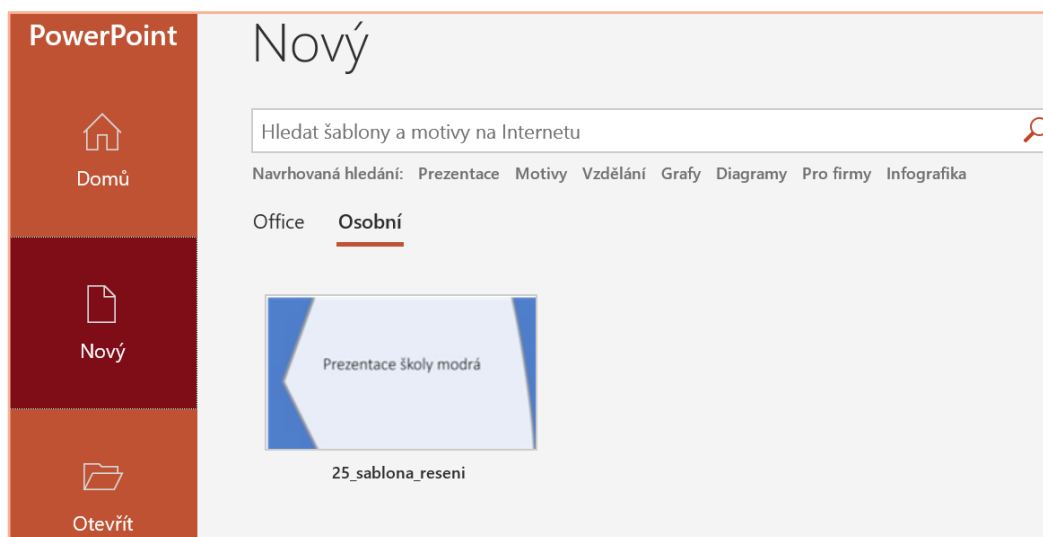 PowerPoint
Domů
Nový
Otevřít
Nový
Hledat šablony a motivy na Internetu
Navrhovaná hledání: Prezentace Motivy Vzdělání Grafy Diagramy Pro firmy Infografika
Office Osobní
Prezentace školy modrá
25_sablona_reseni